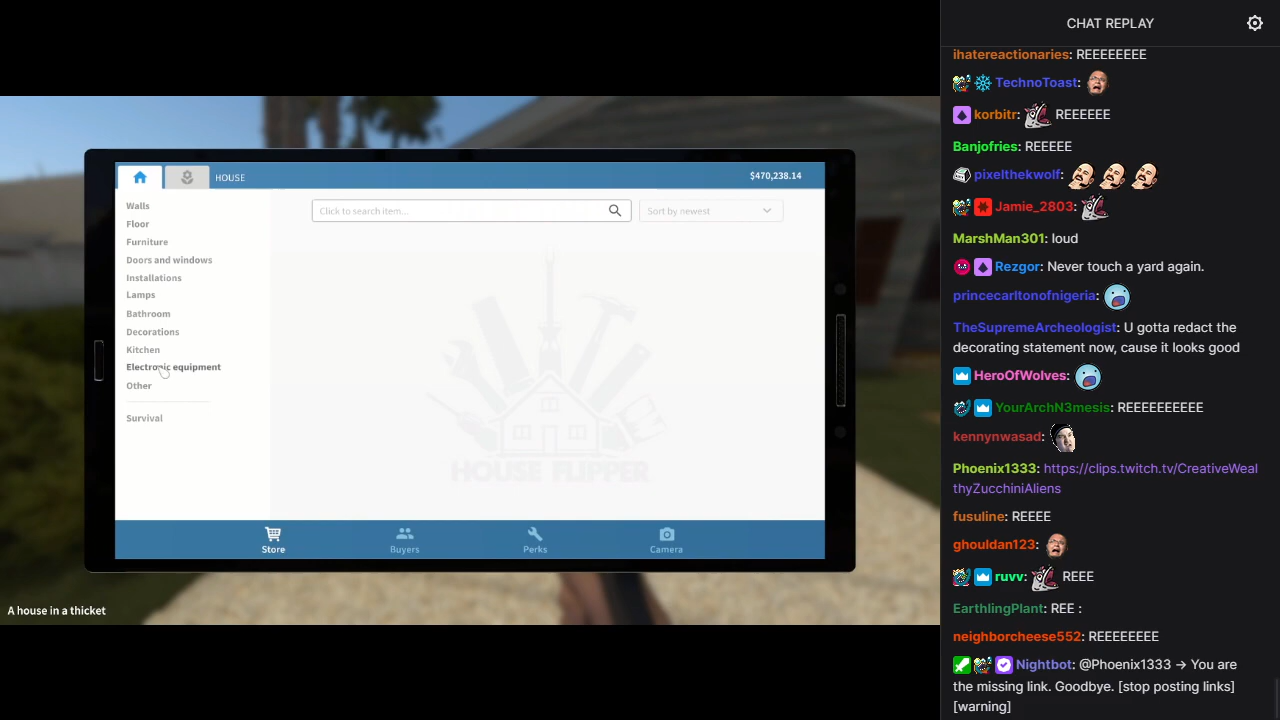 HOUSE
$470,238.14
Walls
Floor
Furniture
Doors and windows
Installations
Lamps
Bathroom
Decorations
Kitchen
Electronic equipment
Other
Survival
Click to search item...
Sort by newest
HOUSE FLIPPER
Store
Buyers
Perks
Camera
A house in a thicket
CHAT REPLAY
ihatereactionaries: REEEEEEEE
TechnoToast:
korbitr: REEEEEE
Banjofries: REEEEE
pixelthekwolf:
Jamie_2803:
MarshMan301: loud
Rezgor: Never touch a yard again.
princecarltonofnigeria:
TheSupremeArcheologist: U gotta redact the
decorating statement now, cause it looks good
HeroOfWolves:
YourArchN3mesis: REEEEEEEEEE
kennynwasad:
Phoenix1333: https://clips.twitch.tv/CreativeWeal
thyZucchiniAliens
fusuline: REEEE
ghouldan123:
ruvv: REEE
EarthlingPlant: REE :
neighborcheese552: REEEEEEEE
Nightbot: @Phoenix1333 → You are
the missing link. Goodbye. [stop posting links]
[warning]